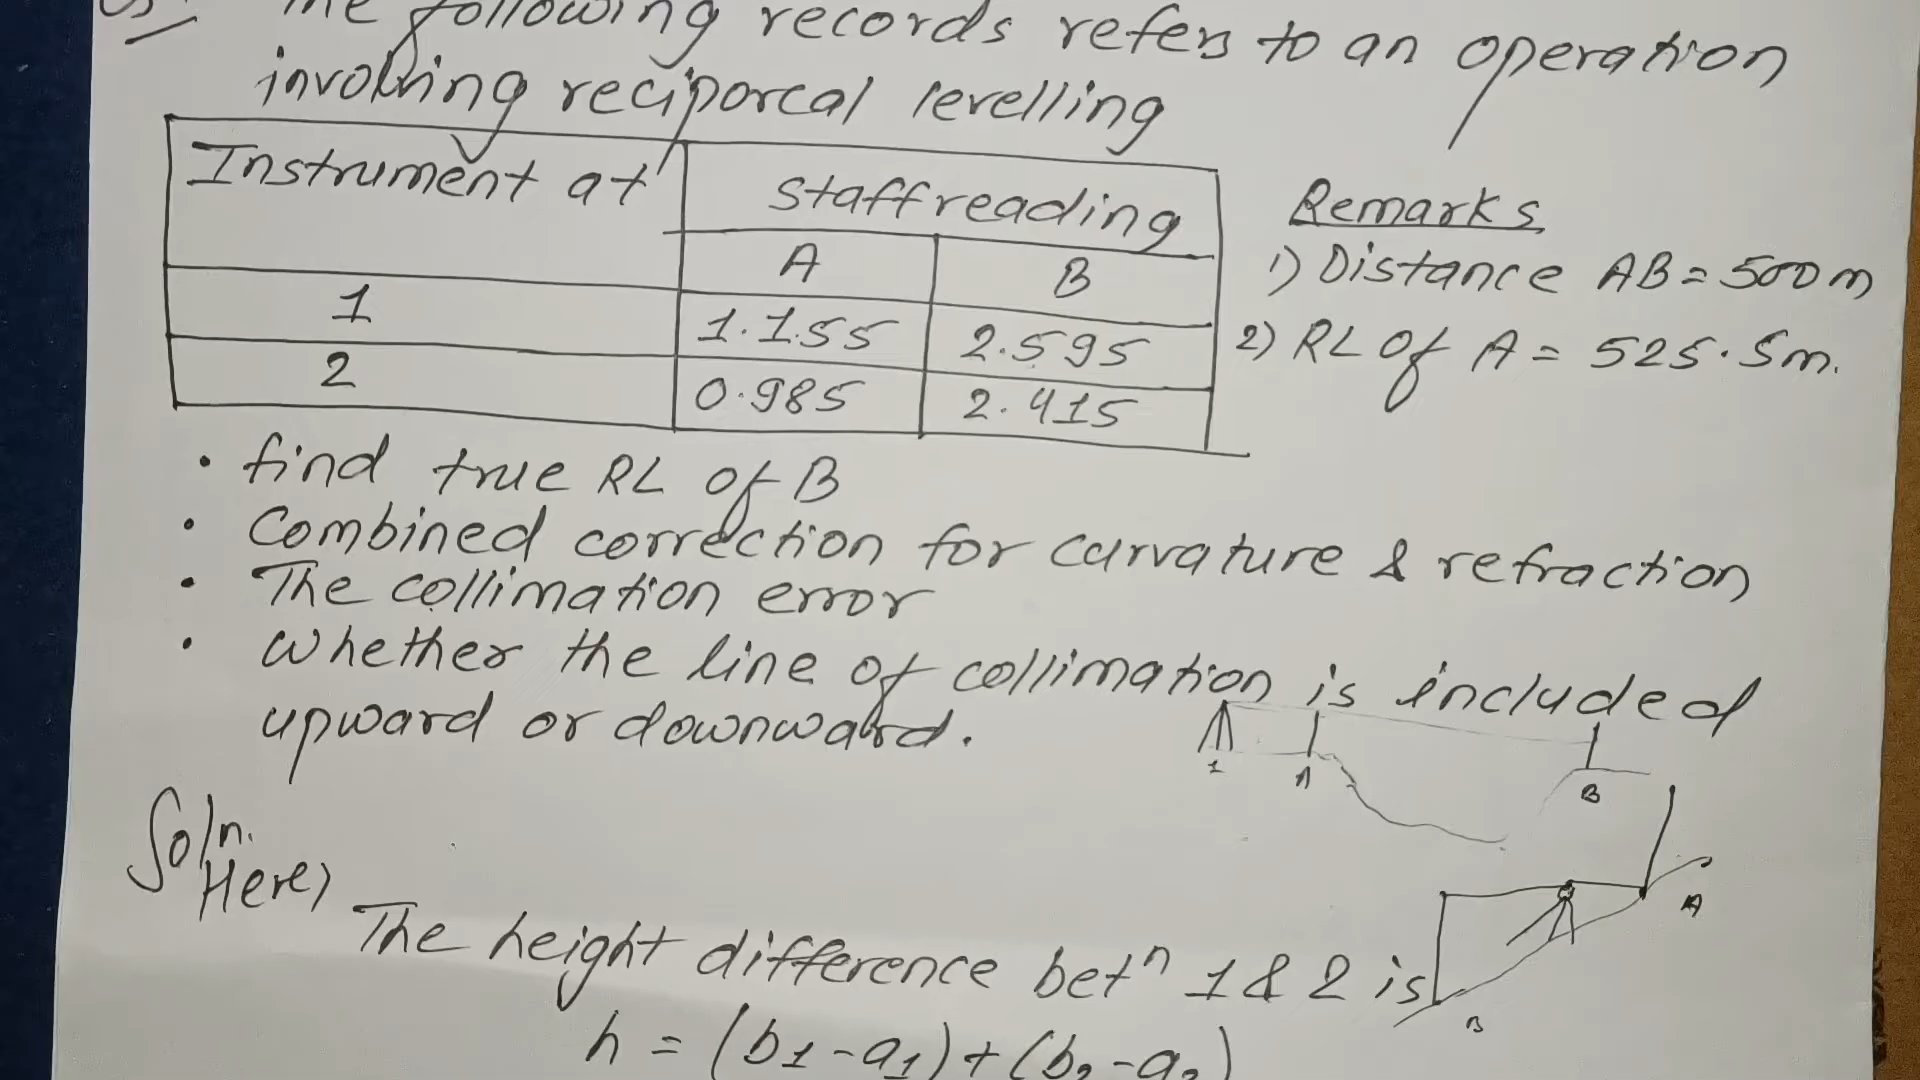 The following records refers to an operation
involving reciporcal levelling
Instrument at
Staff reading
A
B
1
1.155
2.595
2
0.985
2.415
Remarks
1) Distance AB = 500m
2) RL of A = 525.5m.
• find true RL of B
• Combined correction for curvature & refraction
• The collimation error
• Whether the line of collimation is included
upward or downward.
1
A
B
Soln.
Here,
A
The height difference betn 1 & 2 is
B
h = (b1-a1)+(b2-a2)